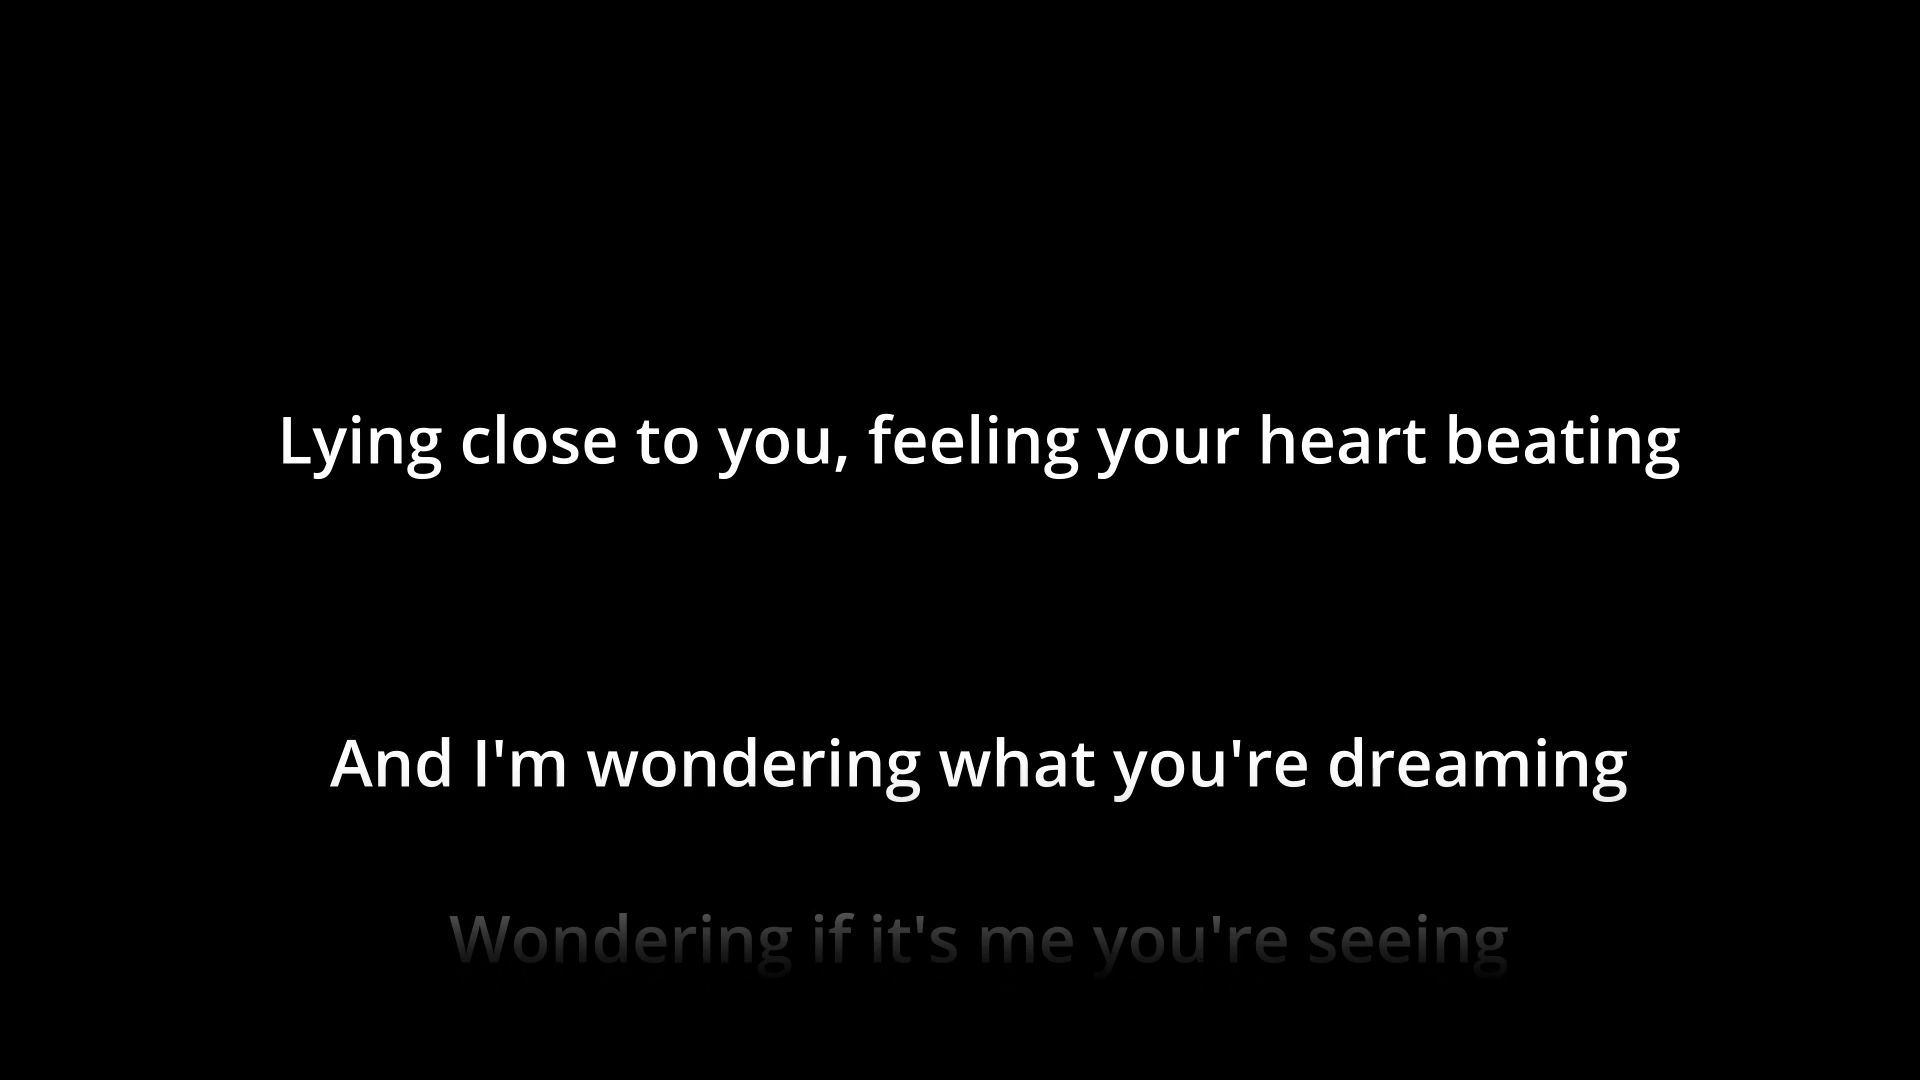 Lying close to you, feeling your heart beating
And I'm wondering what you're dreaming
Wondering if it's me you're seeing